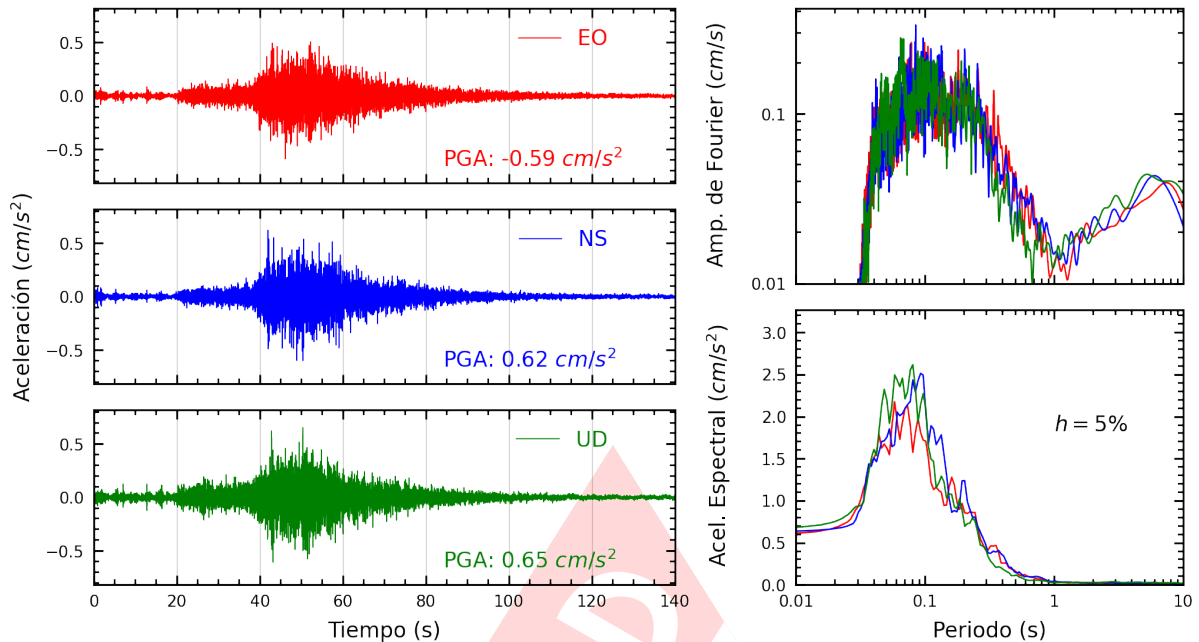 Aceleración (cm/s²)
0.5
0.0
−0.5
EO
PGA: -0.59 cm/s²
0.5
0.0
−0.5
NS
PGA: 0.62 cm/s²
0.5
0.0
−0.5
UD
PGA: 0.65 cm/s²
0 20 40 60 80 100 120 140
Tiempo (s)
Amp. de Fourier (cm/s)
0.1
0.01
Acel. Espectral (cm/s²)
3.0
2.5
2.0
1.5
1.0
0.5
0.0
h = 5%
0.01 0.1 1 10
Periodo (s)